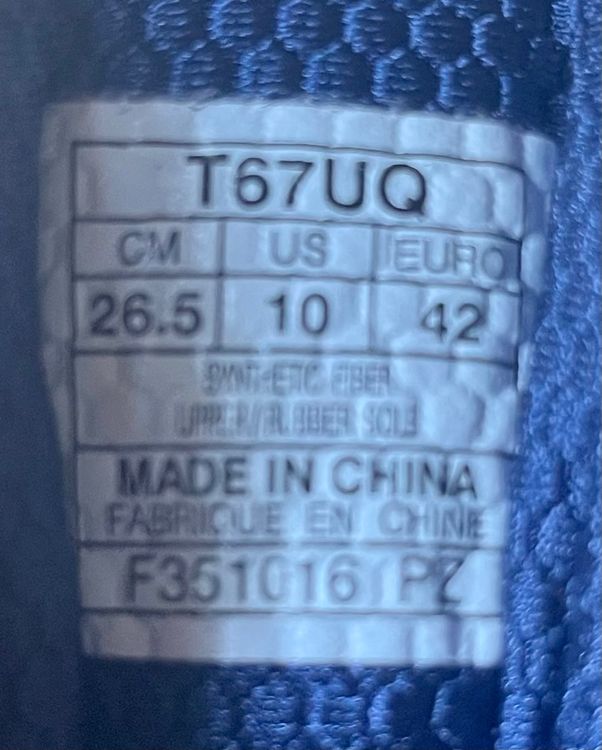 T67UQ
CM US EURO
26.5 10 42
SYNTHETIC FIBER
UPPER/RUBBER SOLE
MADE IN CHINA
FABRIQUE EN CHINE
F351016 PZ